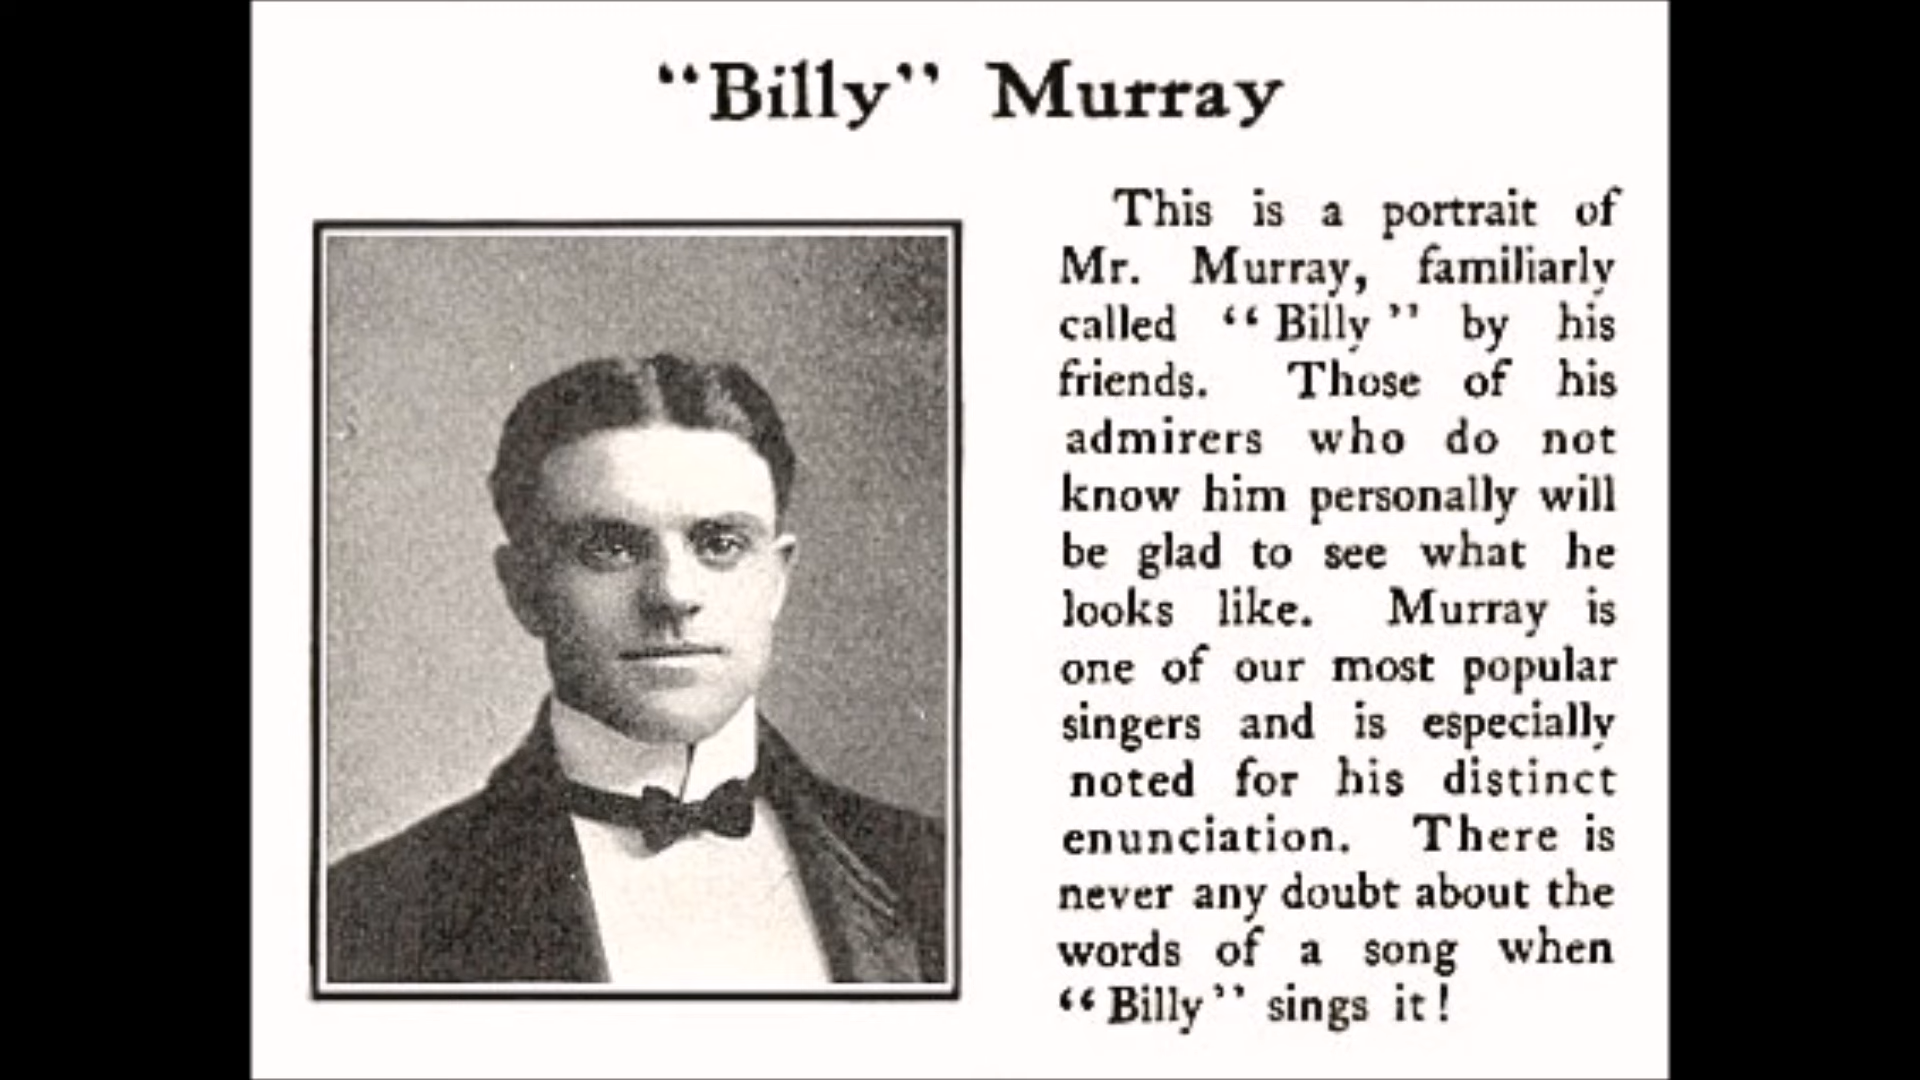 “Billy” Murray
This is a portrait of
Mr. Murray, familiarly
called “Billy” by his
friends. Those of his
admirers who do not
know him personally will
be glad to see what he
looks like. Murray is
one of our most popular
singers and is especially
noted for his distinct
enunciation. There is
never any doubt about the
words of a song when
“Billy” sings it!